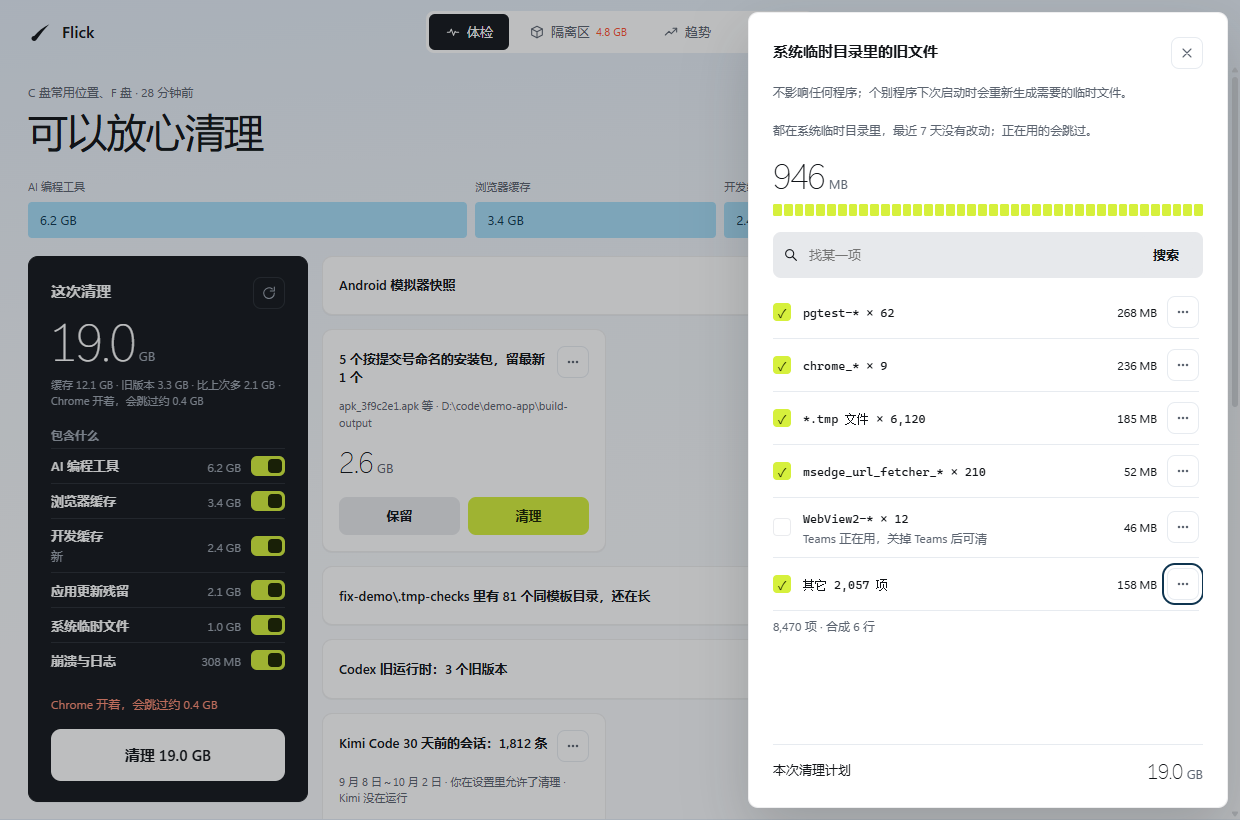 Flick
体检
隔离区 4.8 GB
趋势
C 盘常用位置、F 盘 · 28 分钟前
可以放心清理
AI 编程工具
6.2 GB
浏览器缓存
3.4 GB
这次清理
19.0 GB
缓存 12.1 GB · 旧版本 3.3 GB · 比上次多 2.1 GB ·
Chrome 开着，会跳过约 0.4 GB
包含什么
AI 编程工具 6.2 GB
浏览器缓存 3.4 GB
开发缓存 2.4 GB
新
应用更新残留 2.1 GB
系统临时文件 1.0 GB
崩溃与日志 308 MB
Chrome 开着，会跳过约 0.4 GB
清理 19.0 GB
Android 模拟器快照
5 个按提交号命名的安装包，留最新
1 个
apk_3f9c2e1.apk 等 · D:\code\demo-app\build-
output
2.6 GB
保留
清理
fix-demo\.tmp-checks 里有 81 个同模板目录，还在长
Codex 旧运行时：3 个旧版本
Kimi Code 30 天前的会话：1,812 条
9 月 8 日 ~ 10 月 2 日 · 你在设置里允许了清理 ·
Kimi 没在运行
系统临时目录里的旧文件
不影响任何程序；个别程序下次启动时会重新生成需要的临时文件。
都在系统临时目录里，最近 7 天没有改动；正在用的会跳过。
946 MB
找某一项
搜索
pgtest-* × 62 268 MB
chrome_* × 9 236 MB
*.tmp 文件 × 6,120 185 MB
msedge_url_fetcher_* × 210 52 MB
WebView2-* × 12 46 MB
Teams 正在用，关掉 Teams 后可清
其它 2,057 项 158 MB
8,470 项 · 合成 6 行
本次清理计划 19.0 GB